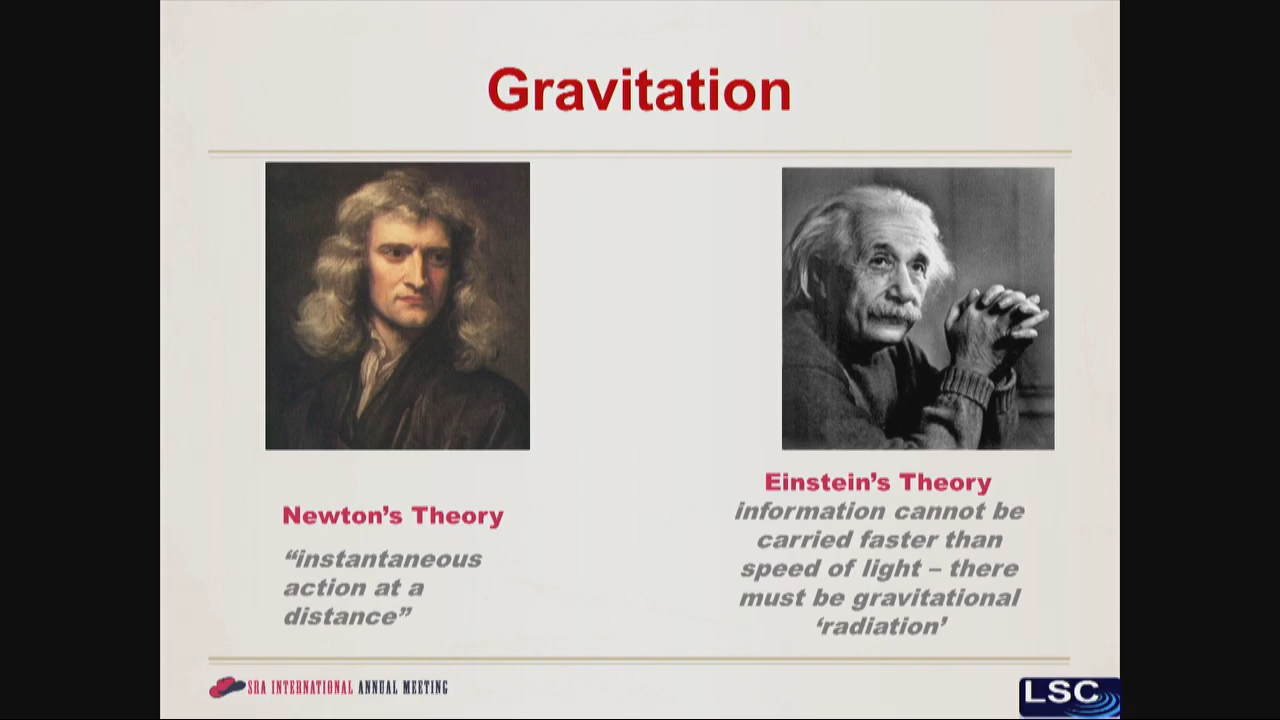 Gravitation
Newton's Theory
“instantaneous
action at a
distance”
Einstein's Theory
information cannot be
carried faster than
speed of light – there
must be gravitational
‘radiation’
SRA INTERNATIONAL ANNUAL MEETING
LSC